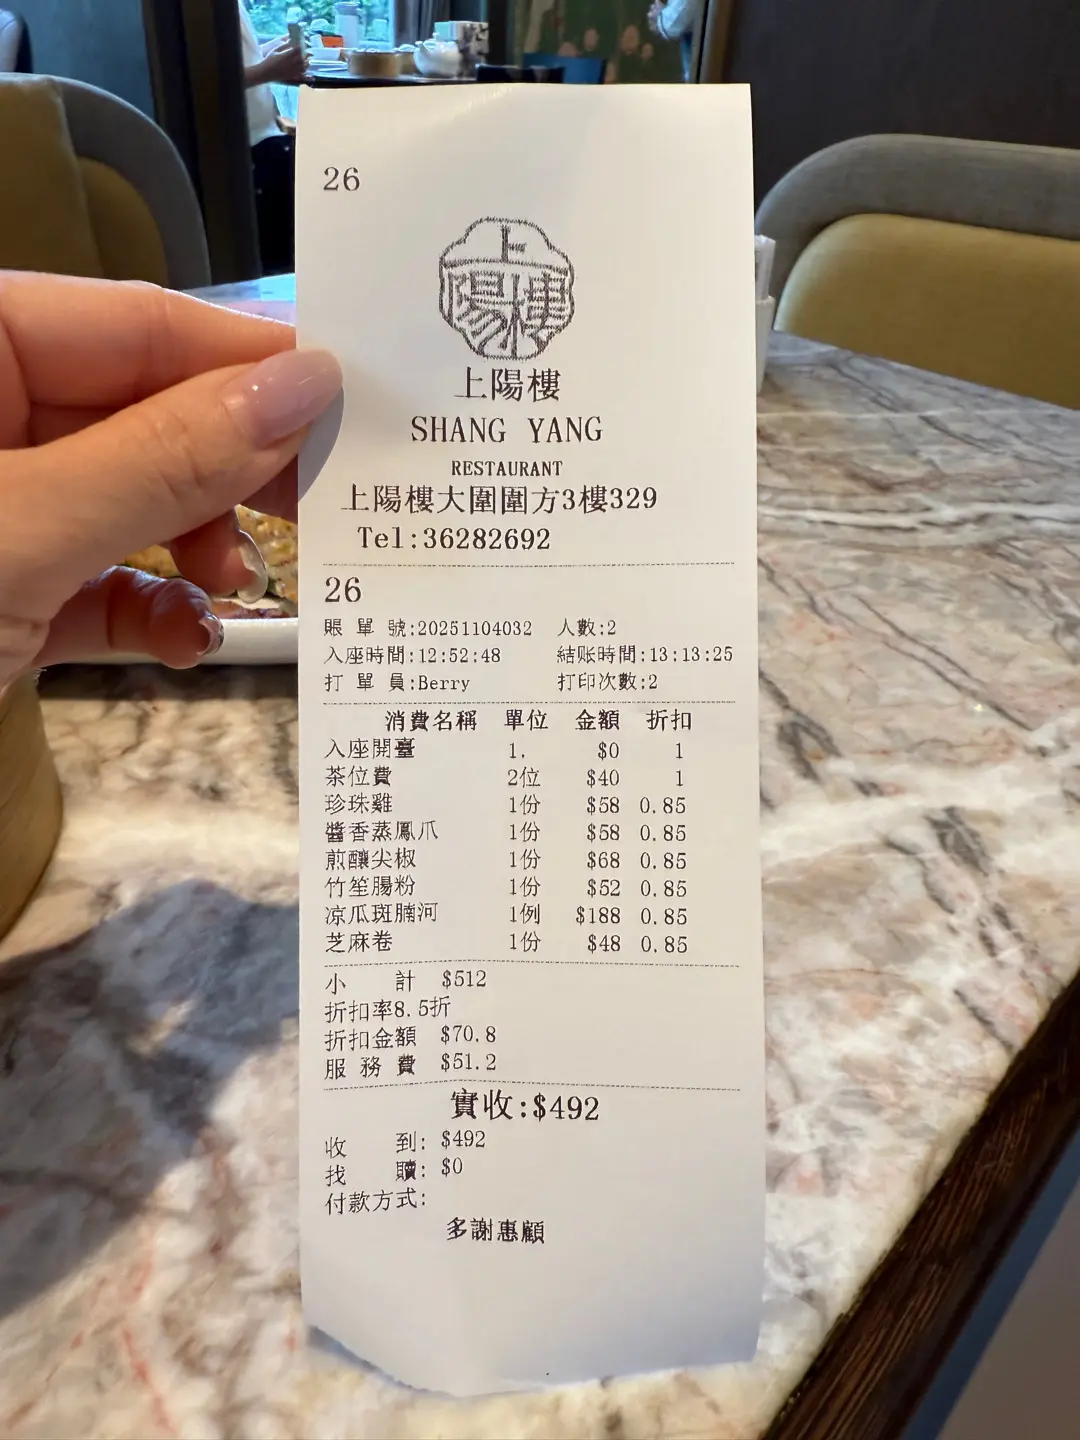 26
上陽樓
上陽樓
SHANG YANG
RESTAURANT
上陽樓大圍圍方3樓329
Tel:36282692
26
賬 單 號:20251104032 人數:2
入座時間:12:52:48 結账時間:13:13:25
打 單 員:Berry 打印次數:2
消費名稱 單位 金額 折扣
入座開臺 1. $0 1
茶位費 2位 $40 1
珍珠雞 1份 $58 0.85
醬香蒸鳳爪 1份 $58 0.85
煎釀尖椒 1份 $68 0.85
竹笙腸粉 1份 $52 0.85
凉瓜斑腩河 1例 $188 0.85
芝麻卷 1份 $48 0.85
小 計 $512
折扣率8.5折
折扣金額 $70.8
服 務 費 $51.2
實收:$492
收 到: $492
找 贖: $0
付款方式:
多謝惠顧